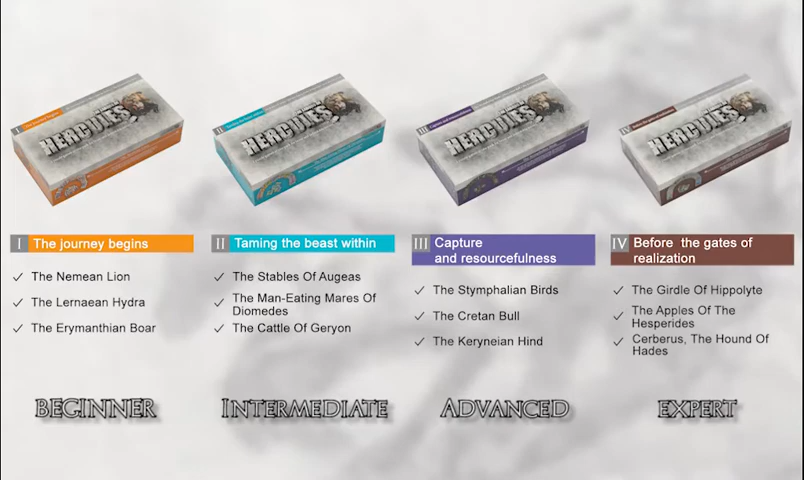 I
HERCULES
II
HERCULES
III
HERCULES
IV
HERCULES
I The journey begins
The Nemean Lion
The Lernaean Hydra
The Erymanthian Boar
II Taming the beast within
The Stables Of Augeas
The Man-Eating Mares Of
Diomedes
The Cattle Of Geryon
III Capture
and resourcefulness
The Stymphalian Birds
The Cretan Bull
The Keryneian Hind
IV Before the gates of
realization
The Girdle Of Hippolyte
The Apples Of The
Hesperides
Cerberus, The Hound Of
Hades
BEGINNER
INTERMEDIATE
ADVANCED
EXPERT